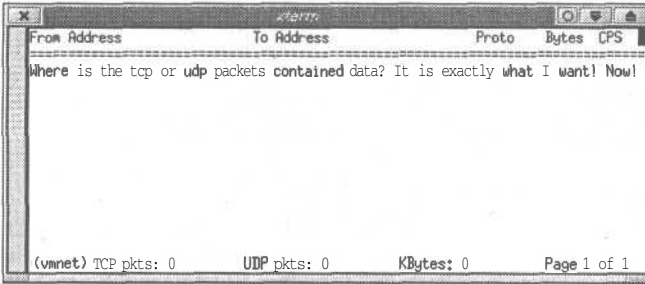 xterm
From Address To Address Proto Bytes CPS
Where is the tcp or udp packets contained data? It is exactly what I want! Now!
(vmnet) TCP pkts: 0 UDP pkts: 0 KBytes: 0 Page 1 of 1